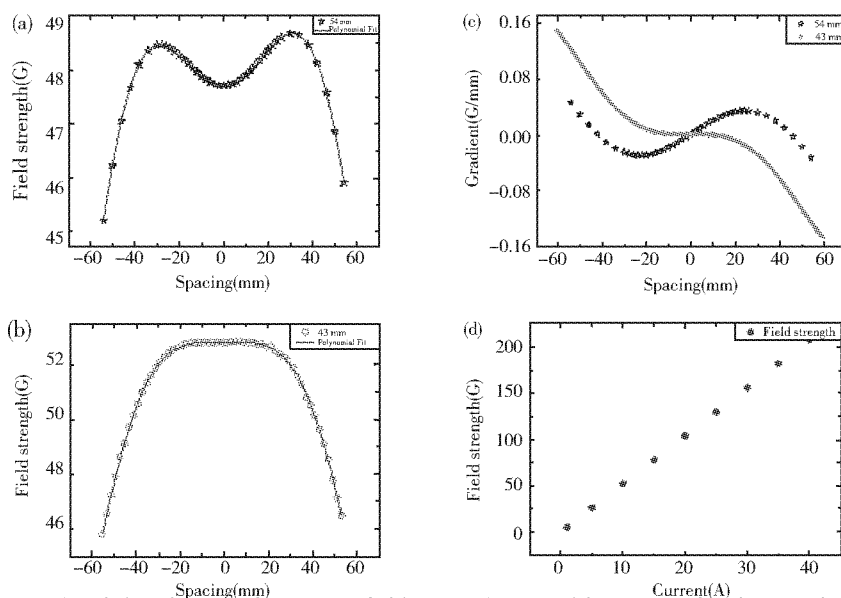 (a)
54 mm
Polynomial Fit
49
48
47
46
45
Field strength(G)
−60 −40 −20 0 20 40 60
Spacing(mm)
(c)
54 mm
43 mm
0.16
0.08
0.00
−0.08
−0.16
Gradient(G/mm)
−60 −40 −20 0 20 40 60
Spacing(mm)
(b)
43 mm
Polynomial Fit
52
50
48
46
Field strength(G)
−60 −40 −20 0 20 40 60
Spacing(mm)
(d)
Field strength
200
150
100
50
0
Field strength(G)
0 10 20 30 40
Current(A)